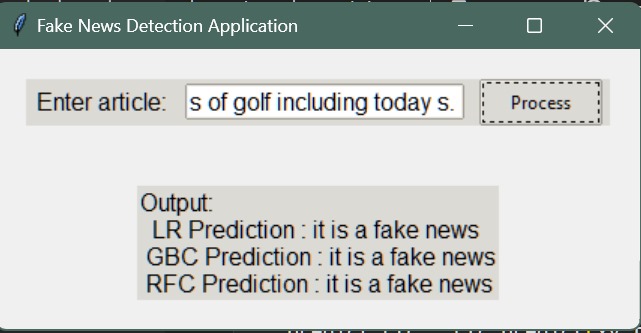 Fake News Detection Application
Enter article: s of golf including today s. Process
Output:
LR Prediction : it is a fake news
GBC Prediction : it is a fake news
RFC Prediction : it is a fake news